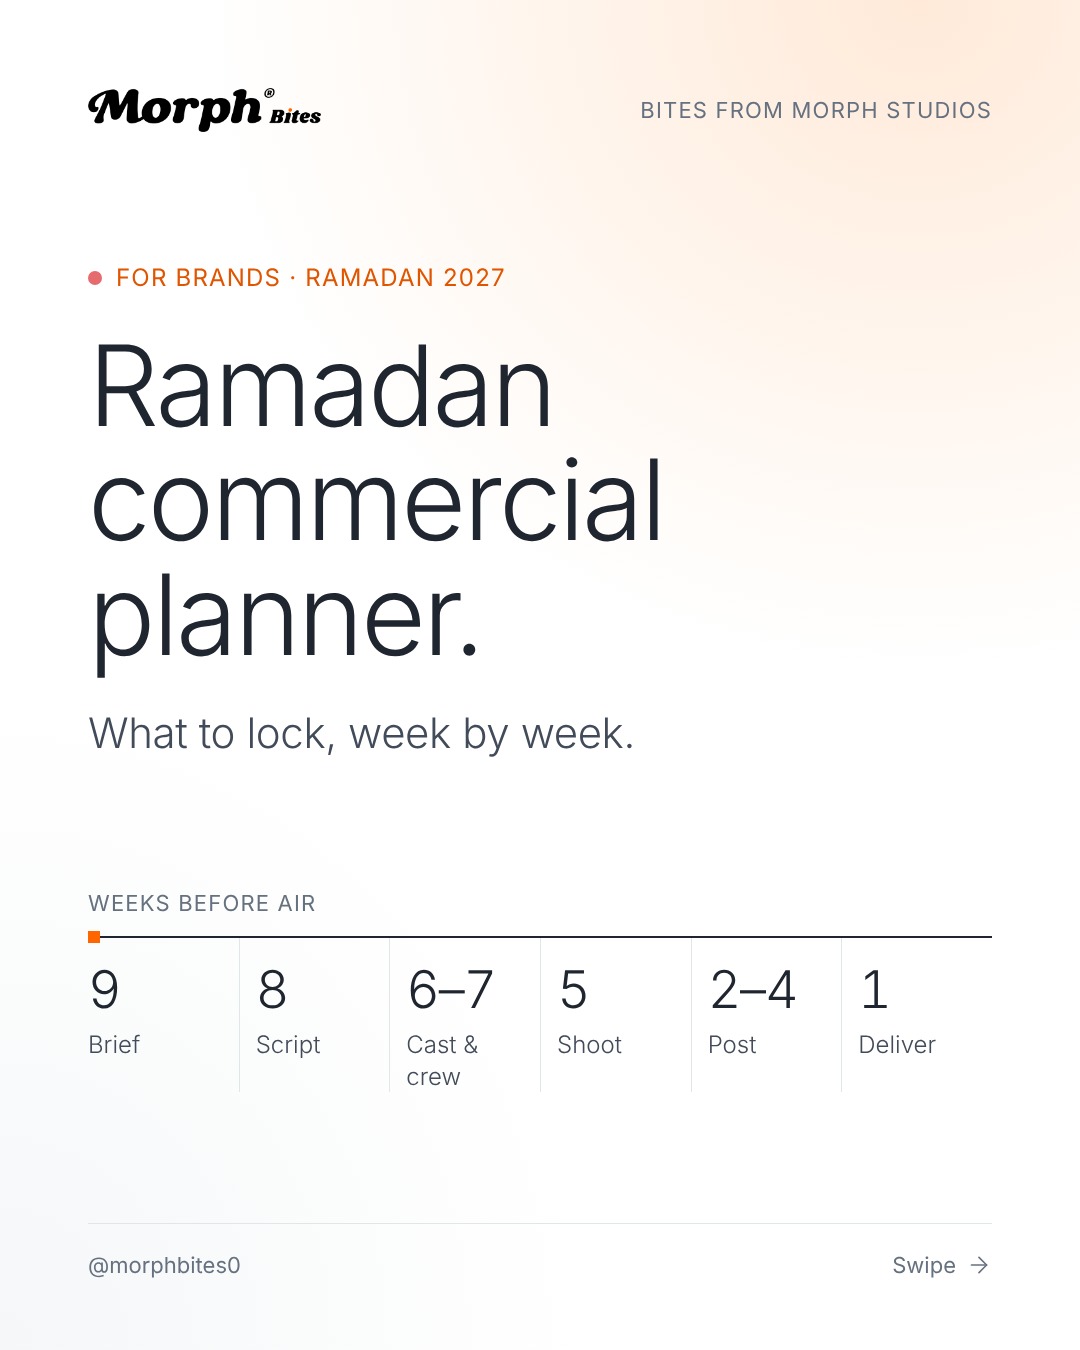 Morph® Bites
BITES FROM MORPH STUDIOS
FOR BRANDS · RAMADAN 2027
Ramadan
commercial
planner.
What to lock, week by week.
WEEKS BEFORE AIR
9
Brief
8
Script
6–7
Cast &
crew
5
Shoot
2–4
Post
1
Deliver
@morphbites0
Swipe →